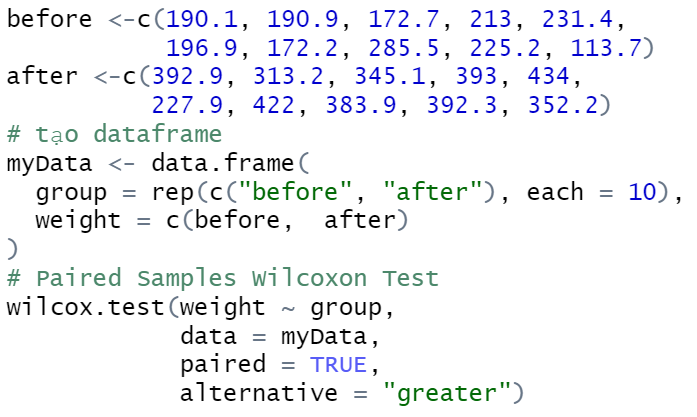 before <-c(190.1, 190.9, 172.7, 213, 231.4,
           196.9, 172.2, 285.5, 225.2, 113.7)
after <-c(392.9, 313.2, 345.1, 393, 434,
          227.9, 422, 383.9, 392.3, 352.2)
# tạo dataframe
myData <- data.frame(
  group = rep(c("before", "after"), each = 10),
  weight = c(before,  after)
)
# Paired Samples Wilcoxon Test
wilcox.test(weight ~ group,
            data = myData,
            paired = TRUE,
            alternative = "greater")